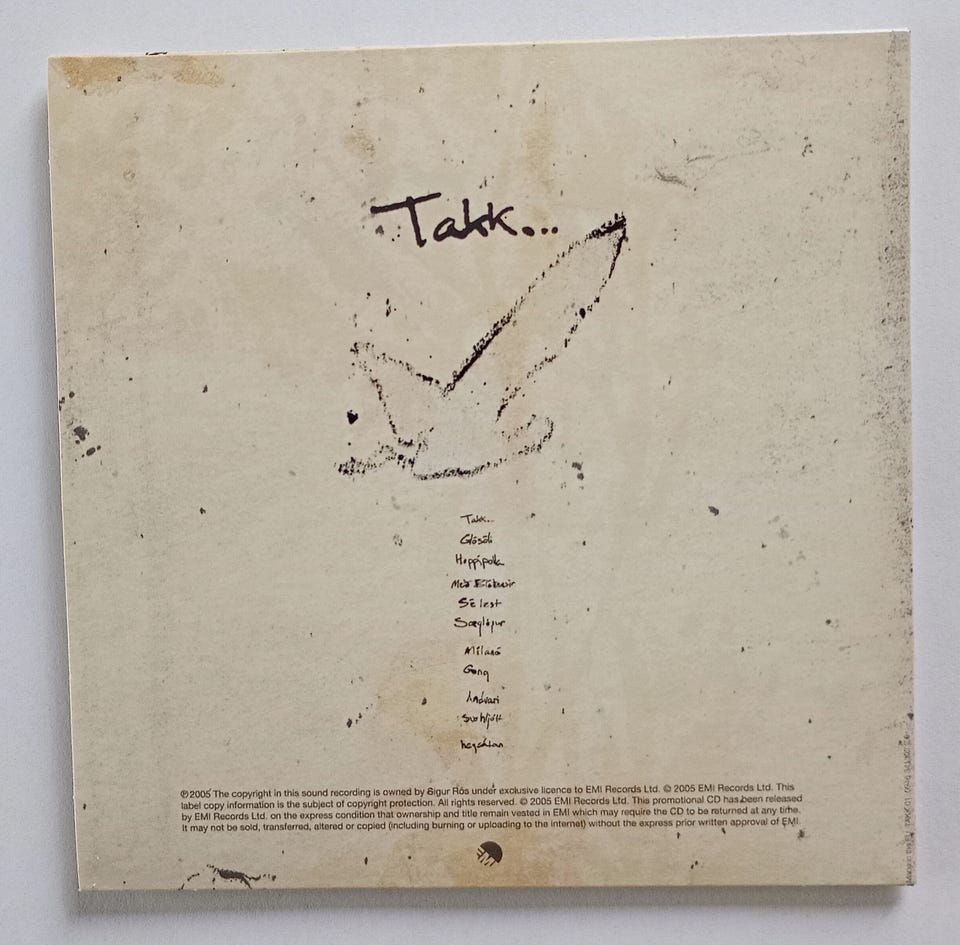 Takk...
Takk...
Glósóli
Hoppípolla
Með Blóðnasir
Sé lest
Sæglópur
Mílanó
Gong
Andvari
Svo hljótt
heysátan
℗2005 The copyright in this sound recording is owned by Sigur Rós under exclusive licence to EMI Records Ltd. © 2005 EMI Records Ltd. This
label copy information is the subject of copyright protection. All rights reserved. © 2005 EMI Records Ltd. This promotional CD has been released
by EMI Records Ltd. on the express condition that ownership and title remain vested in EMI which may require the CD to be returned at any time.
It may not be sold, transferred, altered or copied (including burning or uploading to the internet) without the express prior written approval of EMI.
EMI